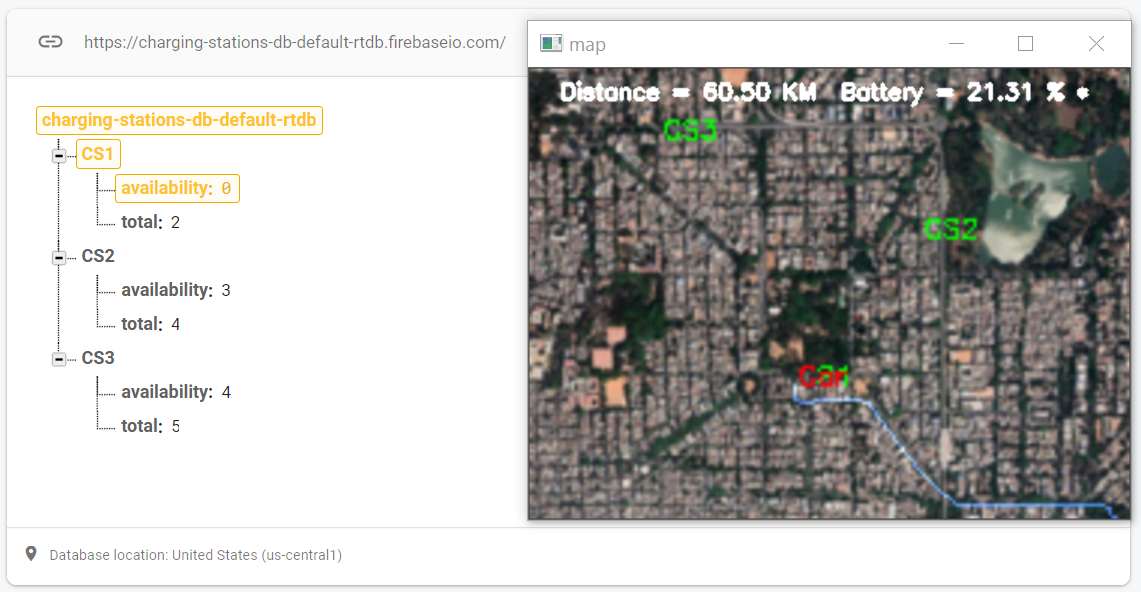 https://charging-stations-db-default-rtdb.firebaseio.com/
charging-stations-db-default-rtdb
CS1
availability: 0
total: 2
CS2
availability: 3
total: 4
CS3
availability: 4
total: 5
Database location: United States (us-central1)
map
Distance = 60.50 KM Battery = 21.31 % *
CS3
CS2
Car